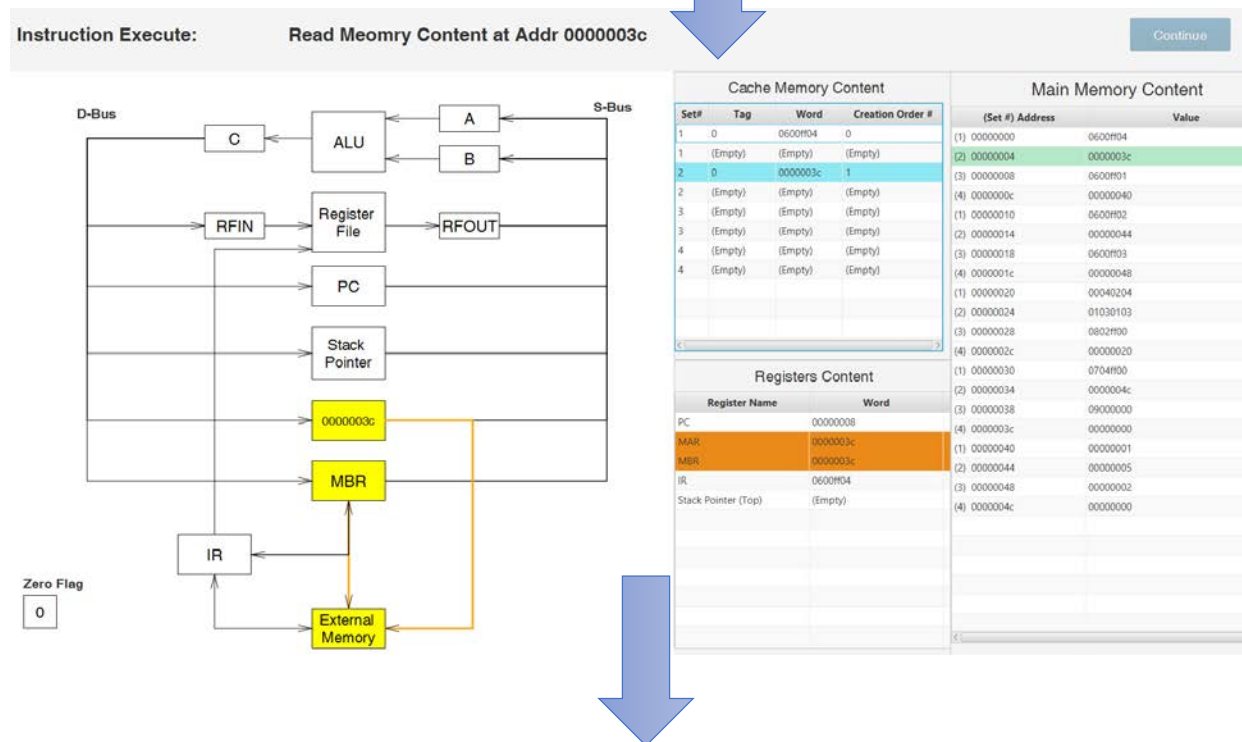 Instruction Execute: Read Meomry Content at Addr 0000003c
Continue
D-Bus
S-Bus
C
ALU
A
B
RFIN
Register
File
RFOUT
PC
Stack
Pointer
0000003c
MBR
IR
Zero Flag
0
External
Memory
Cache Memory Content
Set# Tag Word Creation Order #
1 0 0600ff04 0
1 (Empty) (Empty) (Empty)
2 0 0000003c 1
2 (Empty) (Empty) (Empty)
3 (Empty) (Empty) (Empty)
3 (Empty) (Empty) (Empty)
4 (Empty) (Empty) (Empty)
4 (Empty) (Empty) (Empty)
Registers Content
Register Name Word
PC 00000008
MAR 0000003c
MBR 0000003c
IR 0600ff04
Stack Pointer (Top) (Empty)
Main Memory Content
(Set #) Address Value
(1) 00000000 0600ff04
(2) 00000004 0000003c
(3) 00000008 0600ff01
(4) 0000000c 00000040
(1) 00000010 0600ff02
(2) 00000014 00000044
(3) 00000018 0600ff03
(4) 0000001c 00000048
(1) 00000020 00040204
(2) 00000024 01030103
(3) 00000028 0802ff00
(4) 0000002c 00000020
(1) 00000030 0704ff00
(2) 00000034 0000004c
(3) 00000038 09000000
(4) 0000003c 00000000
(1) 00000040 00000001
(2) 00000044 00000005
(3) 00000048 00000002
(4) 0000004c 00000000